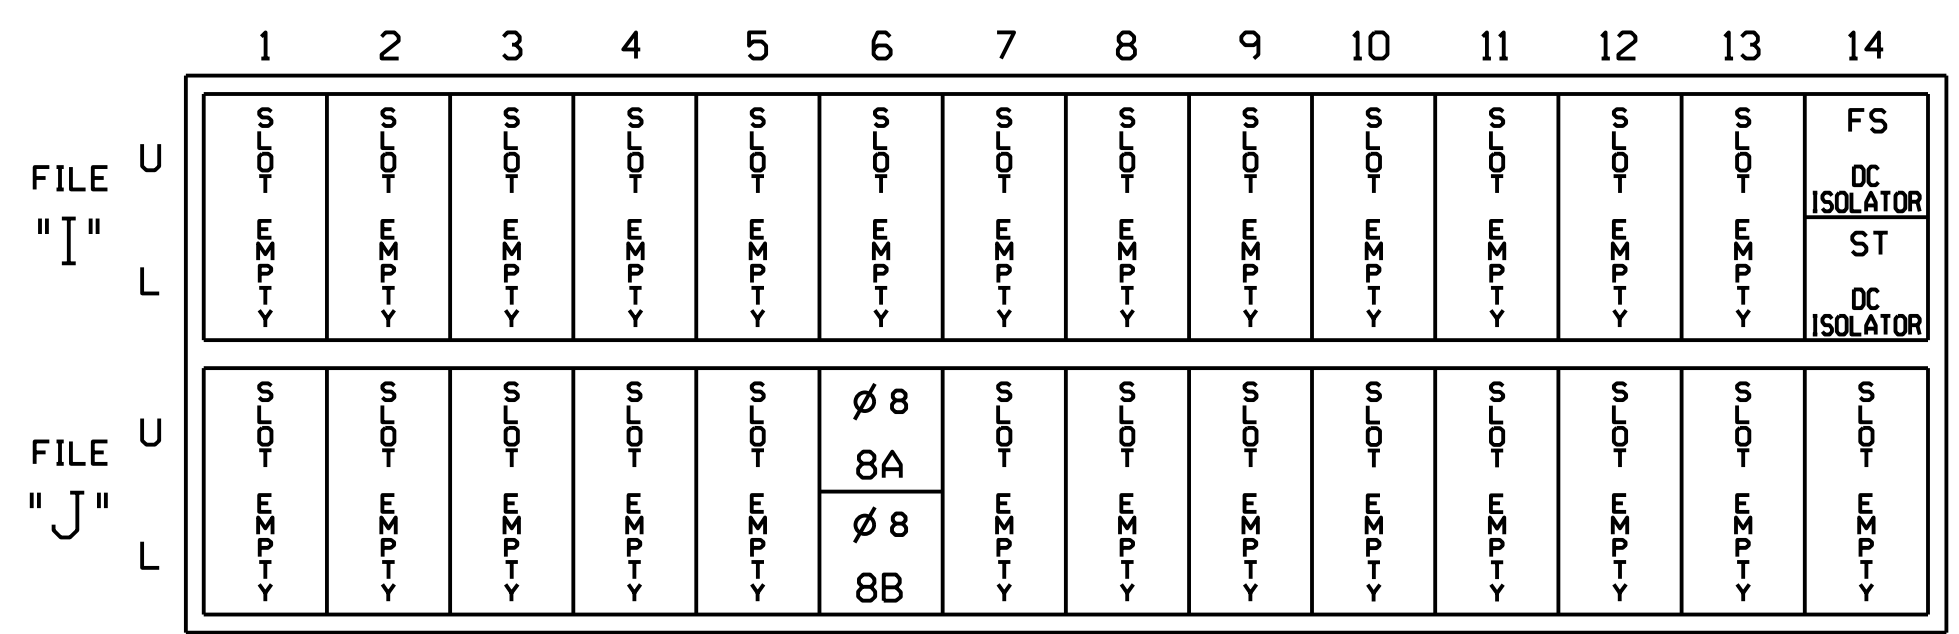 1 2 3 4 5 6 7 8 9 10 11 12 13 14
FILE "I"
U
L
SLOT EMPTY
SLOT EMPTY
SLOT EMPTY
SLOT EMPTY
SLOT EMPTY
SLOT EMPTY
SLOT EMPTY
SLOT EMPTY
SLOT EMPTY
SLOT EMPTY
SLOT EMPTY
SLOT EMPTY
SLOT EMPTY
FS
DC
ISOLATOR
ST
DC
ISOLATOR
FILE "J"
U
L
SLOT EMPTY
SLOT EMPTY
SLOT EMPTY
SLOT EMPTY
SLOT EMPTY
Ø 8
8A
Ø 8
8B
SLOT EMPTY
SLOT EMPTY
SLOT EMPTY
SLOT EMPTY
SLOT EMPTY
SLOT EMPTY
SLOT EMPTY
SLOT EMPTY